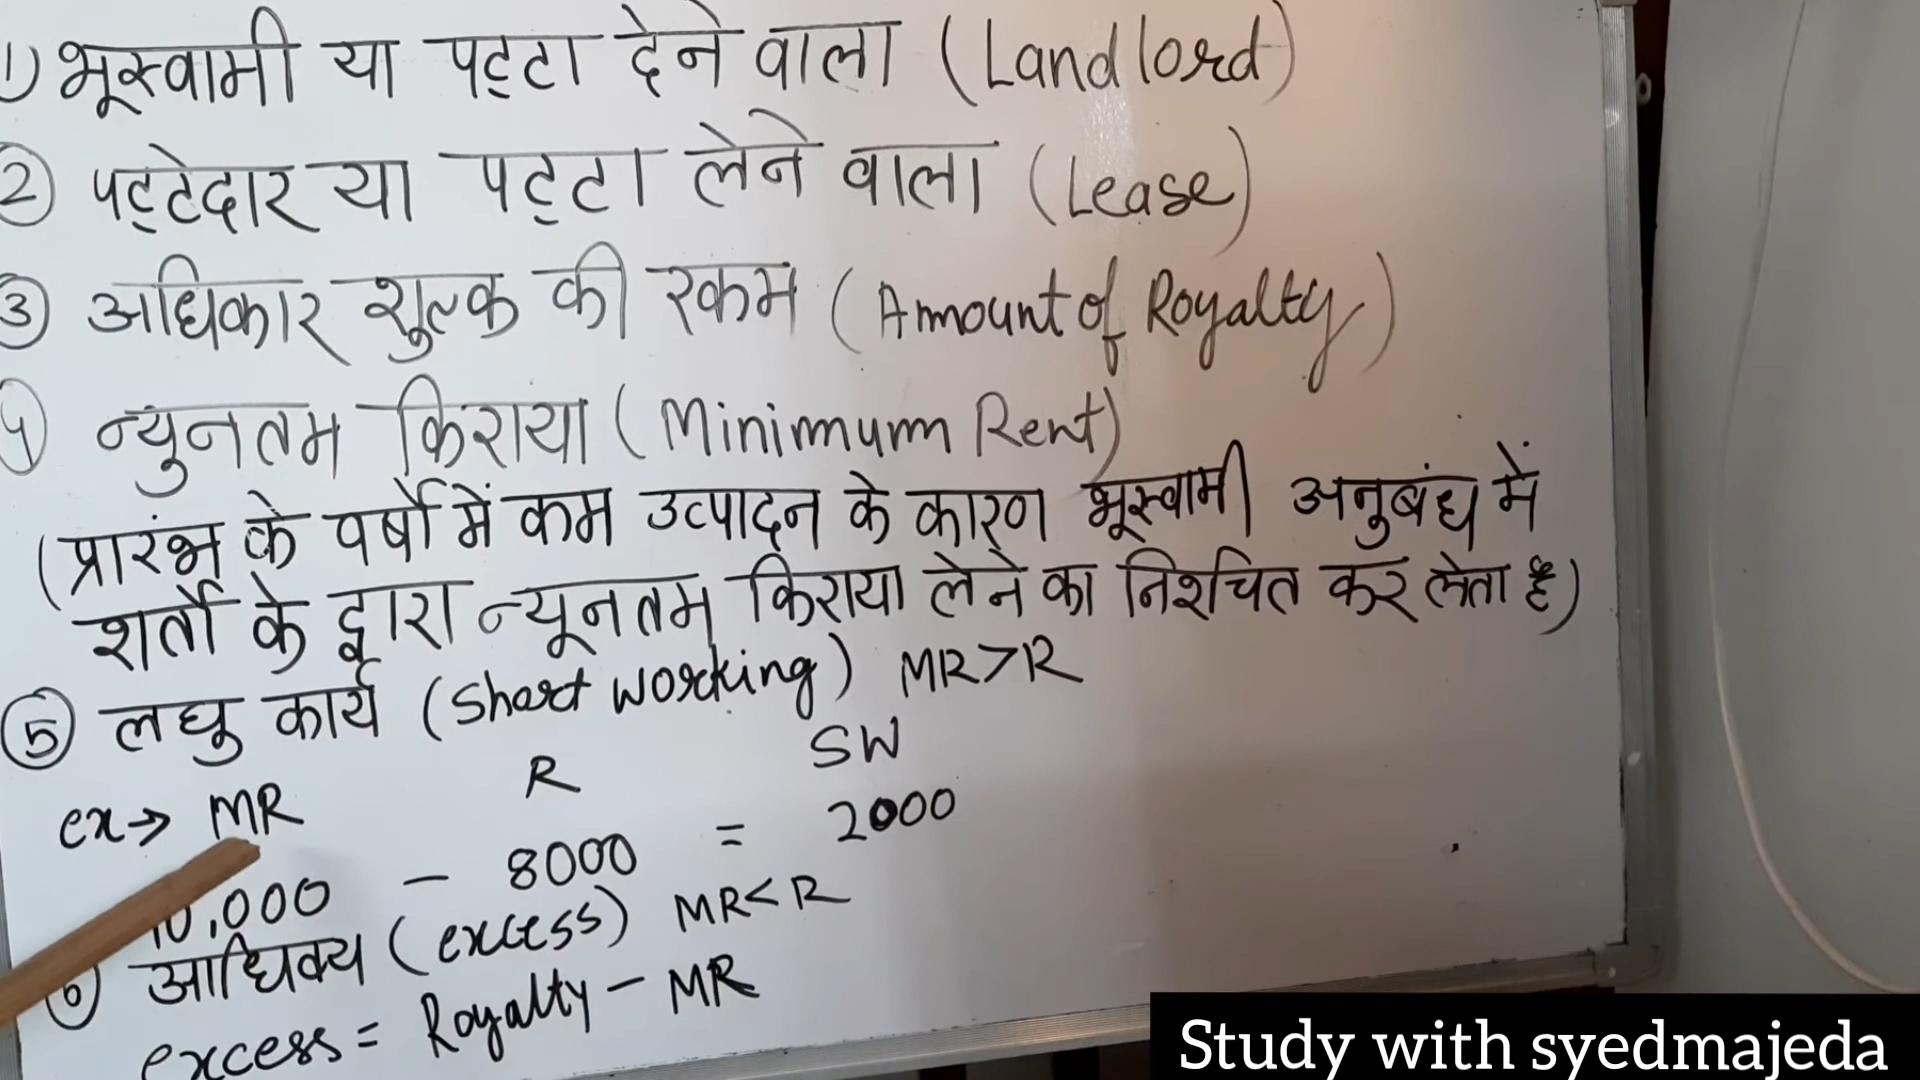 1) भूस्वामी या पट्टा देने वाला (Landlord)
② पट्टेदार या पट्टा लेने वाला (Lease)
③ अधिकार शुल्क की रकम (Amount of Royalty)
④ न्युनतम किराया (Minimum Rent)
(प्रारंभ के वर्षो में कम उत्पादन के कारण भूस्वामी अनुबंध में
शर्तो के द्वारा न्यूनतम किराया लेने का निश्चित कर लेता है)
⑤ लघु कार्य (Short working) MR>R
ex→ MR R SW
10,000 - 8000 = 2000
⑥ आधिक्य (excess) MR<R
excess = Royalty - MR
Study with syedmajeda